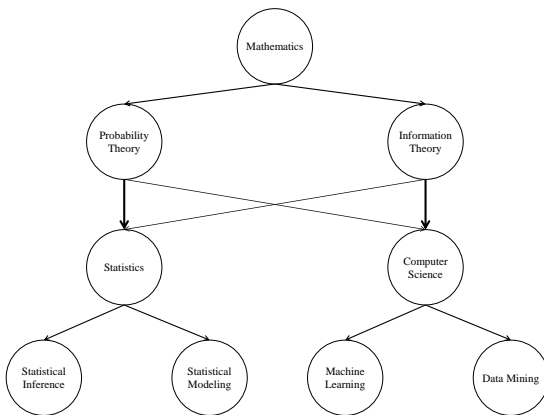 Mathematics
Probability
Theory
Information
Theory
Statistics
Computer
Science
Statistical
Inference
Statistical
Modeling
Machine
Learning
Data Mining